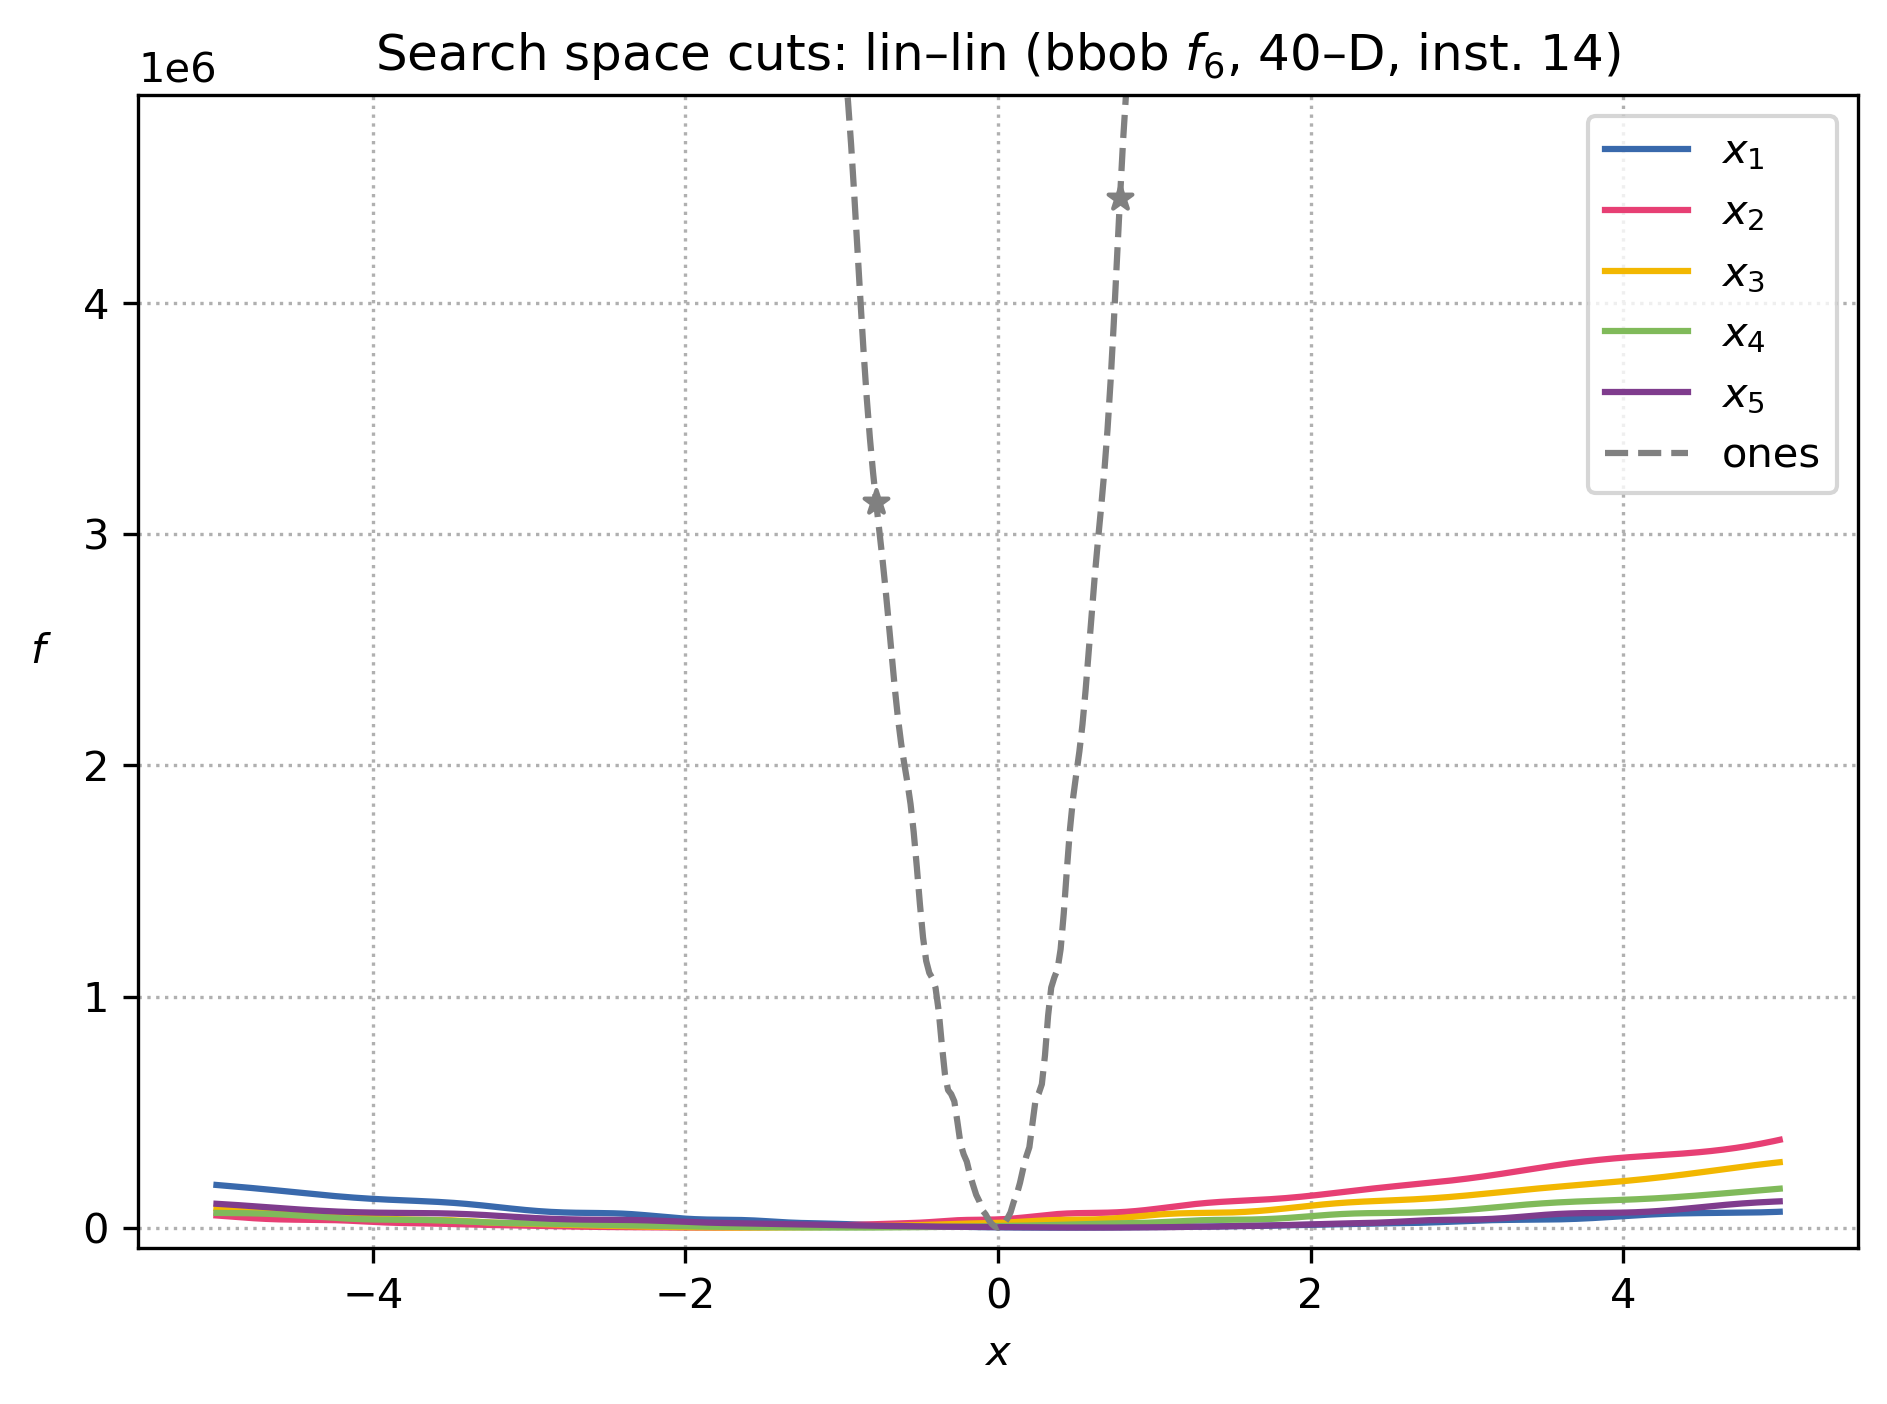 Search space cuts: lin–lin (bbob f₆, 40–D, inst. 14)
1e6
x₁
x₂
x₃
x₄
x₅
ones
4
3
2
1
0
f
−4 −2 0 2 4
x